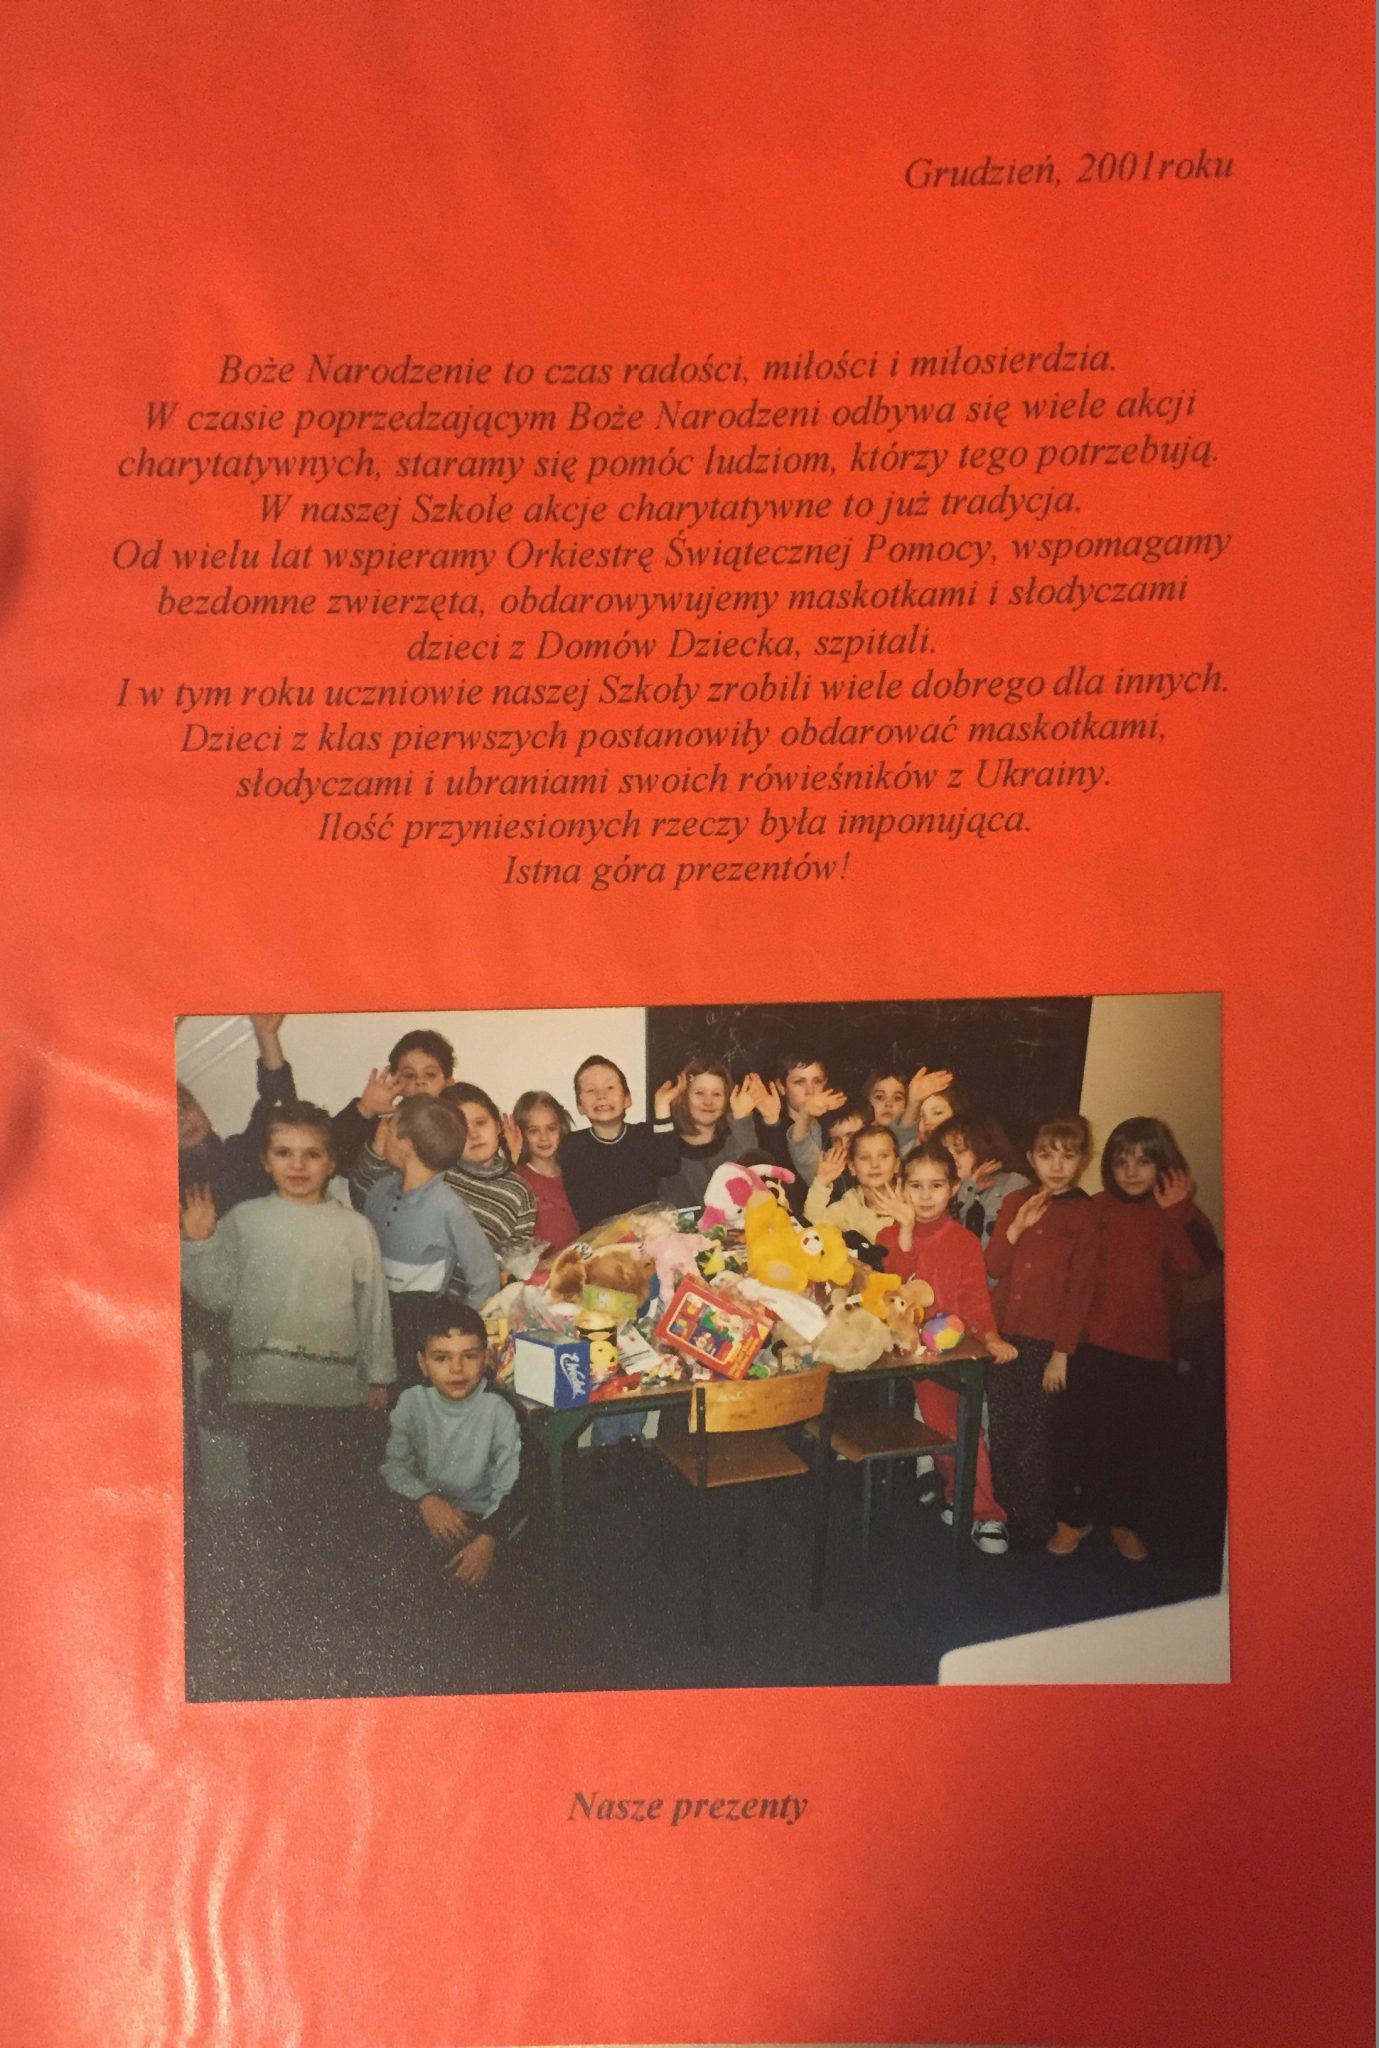 Grudzień, 2001roku
Boże Narodzenie to czas radości, miłości i miłosierdzia.
W czasie poprzedzającym Boże Narodzeni odbywa się wiele akcji
charytatywnych, staramy się pomóc ludziom, którzy tego potrzebują.
W naszej Szkole akcje charytatywne to już tradycja.
Od wielu lat wspieramy Orkiestrę Świątecznej Pomocy, wspomagamy
bezdomne zwierzęta, obdarowywujemy maskotkami i słodyczami
dzieci z Domów Dziecka, szpitali.
I w tym roku uczniowie naszej Szkoły zrobili wiele dobrego dla innych.
Dzieci z klas pierwszych postanowiły obdarować maskotkami,
słodyczami i ubraniami swoich rówieśników z Ukrainy.
Ilość przyniesionych rzeczy była imponująca.
Istna góra prezentów!
E. Wedel
Nasze prezenty